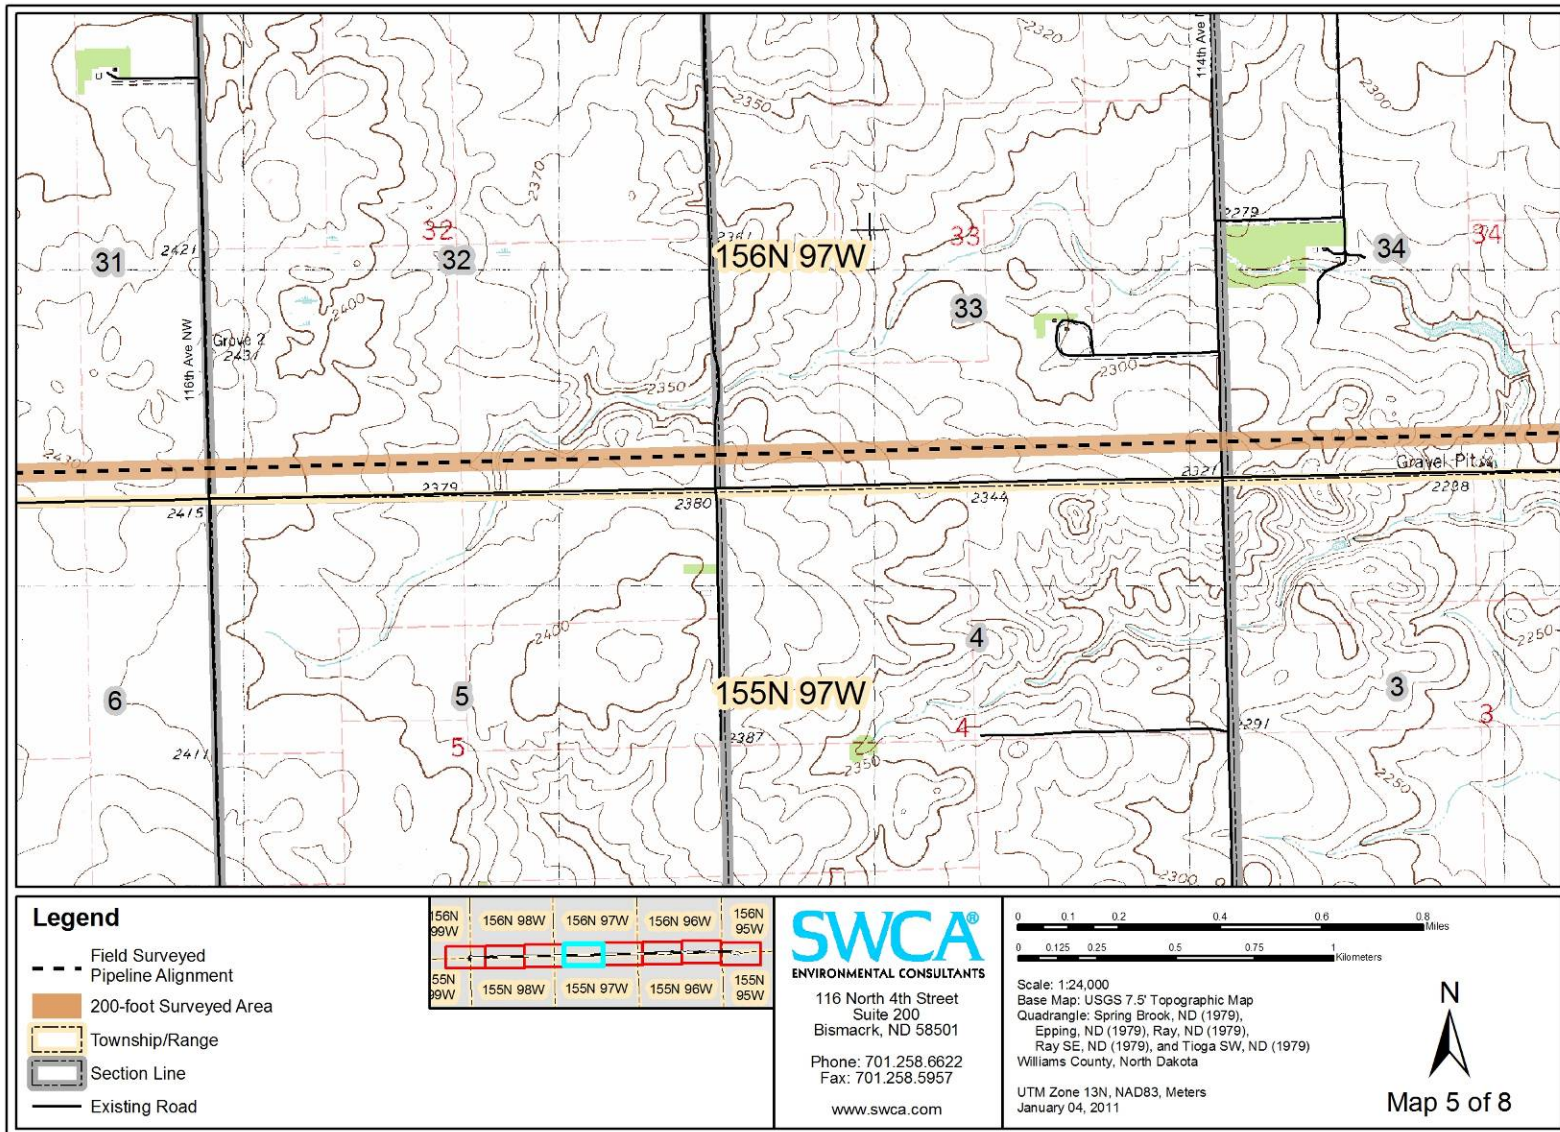 2320
2350
2300
114th Ave
2370
2279
2361
156N 97W
32
33
34
31
32
33
34
2421
2400
Grove 2
2431
116th Ave NW
2350
2300
2430
Gravel Pit
2321
2379
2415
2380
2344
2238
2400
2250
4
155N 97W
6
5
3
5
4
3
2411
2387
2291
2350
2250
2300
Legend
Field Surveyed
Pipeline Alignment
200-foot Surveyed Area
Township/Range
Section Line
Existing Road
156N
99W
156N 98W
156N 97W
156N 96W
156N
95W
55N
99W
155N 98W
155N 97W
155N 96W
155N
95W
SWCA®
ENVIRONMENTAL CONSULTANTS
116 North 4th Street
Suite 200
Bismacrk, ND 58501
Phone: 701.258.6622
Fax: 701.258.5957
www.swca.com
0 0.1 0.2 0.4 0.6 0.8
Miles
0 0.125 0.25 0.5 0.75 1
Kilometers
Scale: 1:24,000
Base Map: USGS 7.5' Topographic Map
Quadrangle: Spring Brook, ND (1979),
Epping, ND (1979), Ray, ND (1979),
Ray SE, ND (1979), and Tioga SW, ND (1979)
Williams County, North Dakota
UTM Zone 13N, NAD83, Meters
January 04, 2011
N
Map 5 of 8